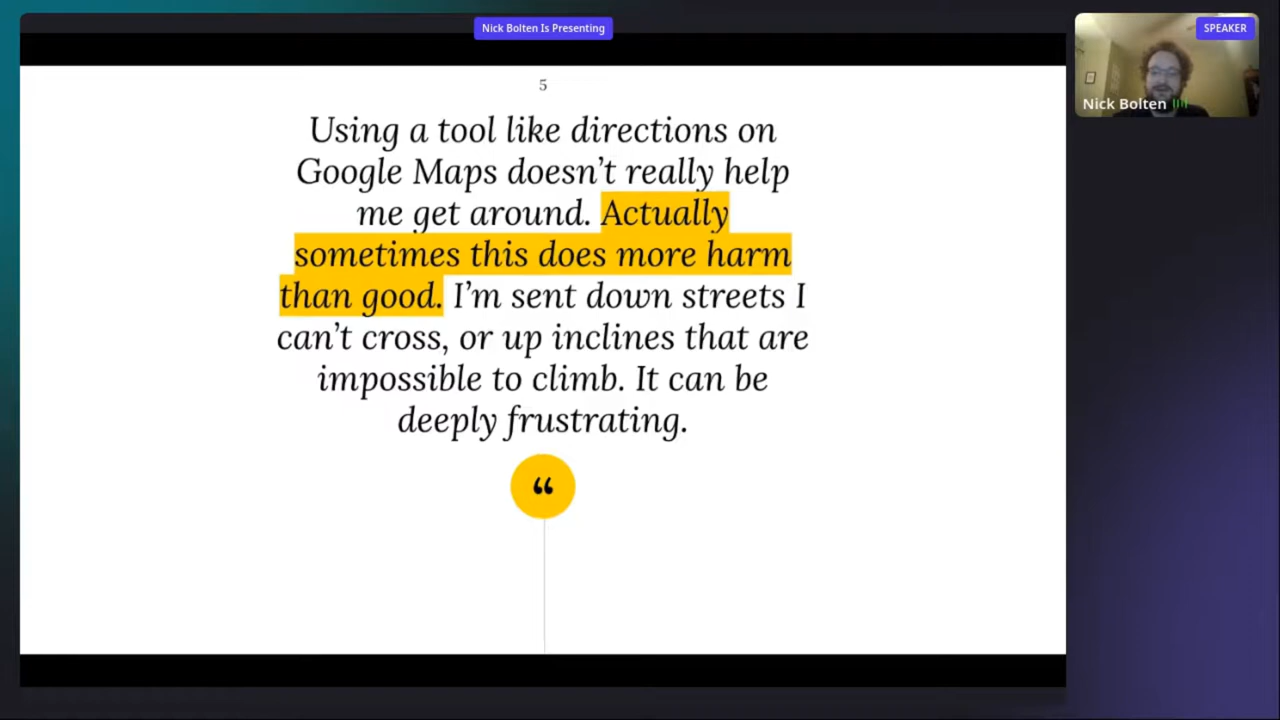 Nick Bolten Is Presenting
SPEAKER
Nick Bolten
5
Using a tool like directions on
Google Maps doesn’t really help
me get around. Actually
sometimes this does more harm
than good. I’m sent down streets I
can’t cross, or up inclines that are
impossible to climb. It can be
deeply frustrating.
“